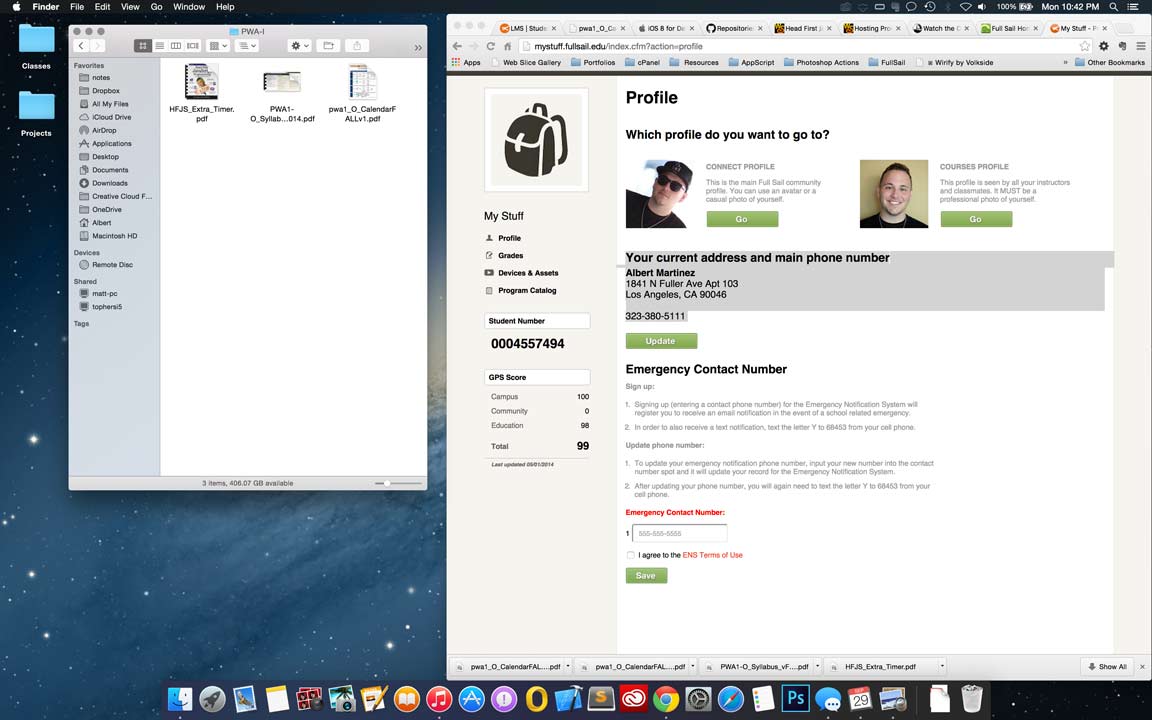 Finder File Edit View Go Window Help
100% Mon 10:42 PM
Classes
Projects
PWA-I
Favorites
notes
Dropbox
All My Files
iCloud Drive
AirDrop
Applications
Desktop
Documents
Downloads
Creative Cloud F...
OneDrive
Albert
Macintosh HD
Devices
Remote Disc
Shared
matt-pc
tophersi5
Tags
HFJS_Extra_Timer.
pdf
PWA1-
O_Syllab...014.pdf
pwa1_O_CalendarF
ALLv1.pdf
3 items, 406.07 GB available
LMS | Stude pwa1_O_Ca iOS 8 for De Repositorie Head First J Hosting Pro Watch the C Full Sail Ho My Stuff - P
mystuff.fullsail.edu/index.cfm?action=profile
Apps Web Slice Gallery Portfolios cPanel Resources AppScript Photoshop Actions FullSail Wirify by Volkside » Other Bookmarks
My Stuff
Profile
Grades
Devices & Assets
Program Catalog
Student Number
0004557494
GPS Score
Campus 100
Community 0
Education 98
Total 99
Last updated 09/01/2014
Profile
Which profile do you want to go to?
CONNECT PROFILE
This is the main Full Sail community
profile. You can use an avatar or a
casual photo of yourself.
Go
COURSES PROFILE
This profile is seen by all your instructors
and classmates. It MUST be a
professional photo of yourself.
Go
Your current address and main phone number
Albert Martinez
1841 N Fuller Ave Apt 103
Los Angeles, CA 90046
323-380-5111
Update
Emergency Contact Number
Sign up:
1. Signing up (entering a contact phone number) for the Emergency Notification System will
register you to receive an email notification in the event of a school related emergency.
2. In order to also receive a text notification, text the letter Y to 68453 from your cell phone.
Update phone number:
1. To update your emergency notification phone number, input your new number into the contact
number spot and it will update your record for the Emergency Notification System.
2. After updating your phone number, you will again need to text the letter Y to 68453 from your
cell phone.
Emergency Contact Number:
1 555-555-5555
I agree to the ENS Terms of Use
Save
pwa1_O_CalendarFAL....pdf pwa1_O_CalendarFAL....pdf PWA1-O_Syllabus_vF....pdf HFJS_Extra_Timer.pdf Show All
Ps
SEP
29